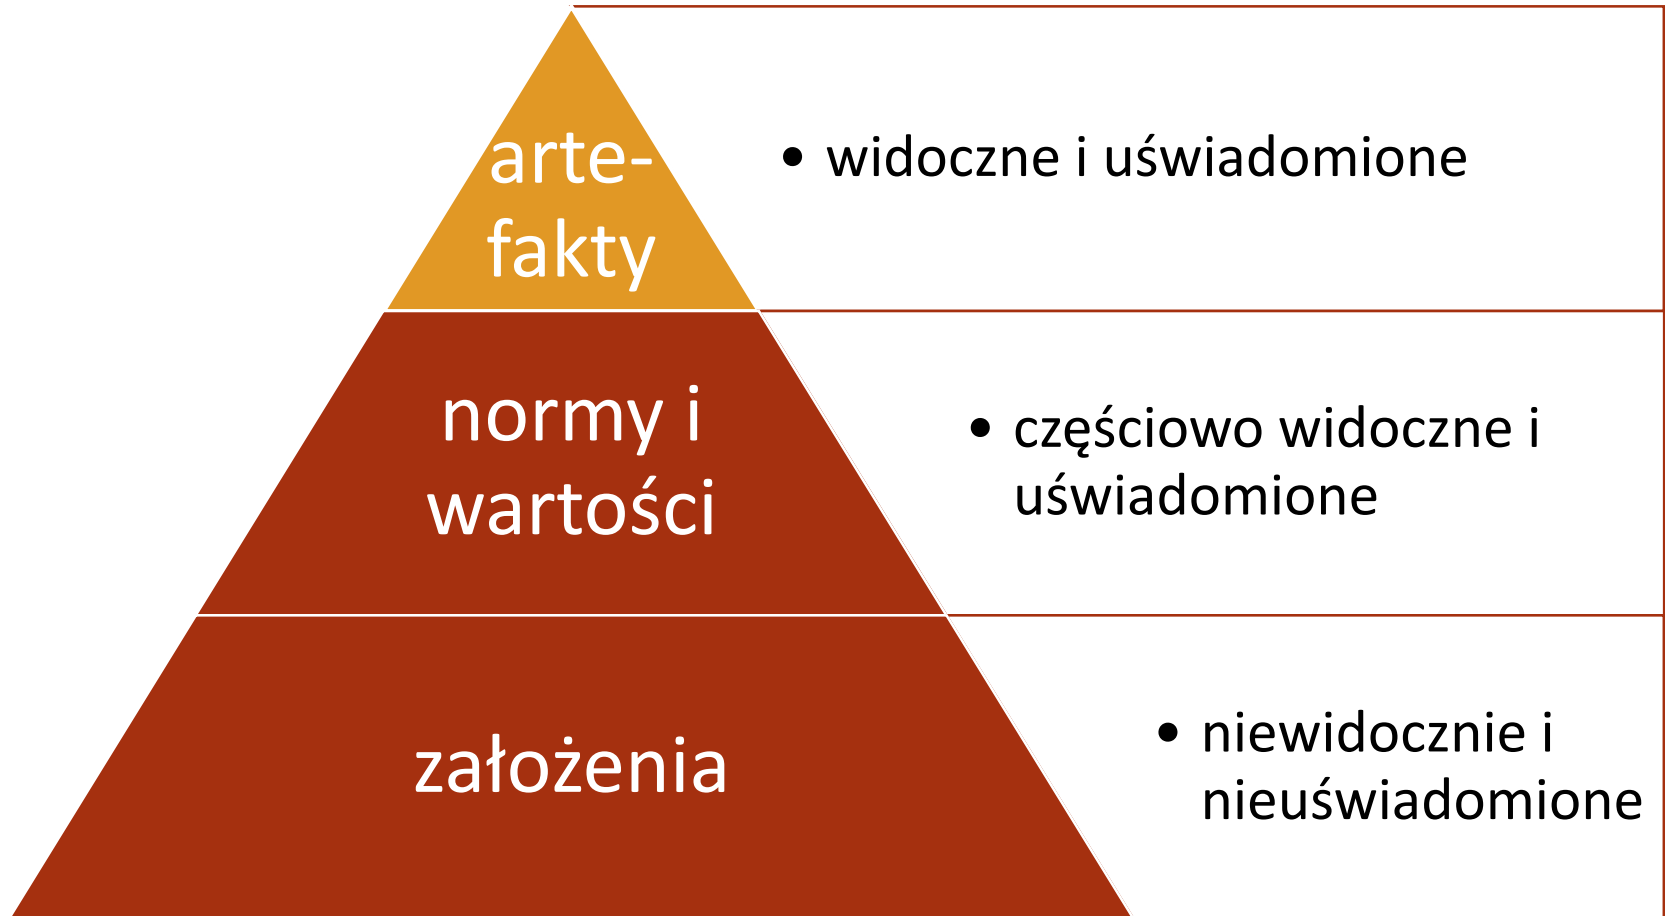 arte-
fakty
• widoczne i uświadomione
normy i
wartości
• częściowo widoczne i
uświadomione
założenia
• niewidocznie i
nieuświadomione